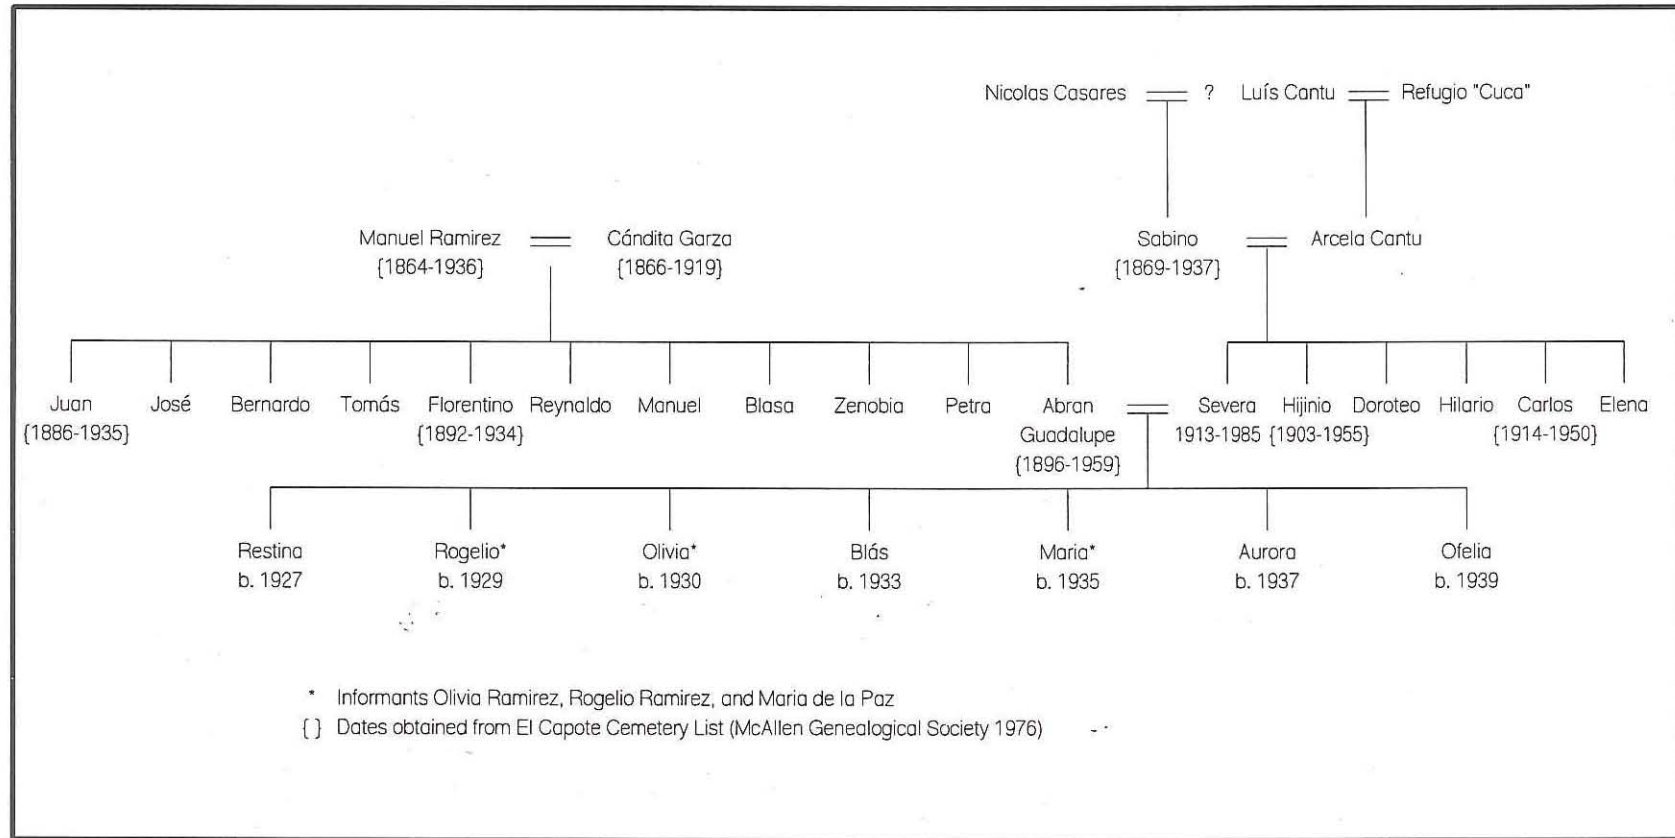 Nicolas Casares ? Luís Cantu Refugio "Cuca"
Manuel Ramirez Cándita Garza Sabino Arcela Cantu
{1864-1936} {1866-1919} {1869-1937}
Juan José Bernardo Tomás Florentino Reynaldo Manuel Blasa Zenobia Petra Abran Severa Hijinio Doroteo Hilario Carlos Elena
{1886-1935} {1892-1934} Guadalupe 1913-1985 {1903-1955} {1914-1950}
{1896-1959}
Restina Rogelio* Olivia* Blás Maria* Aurora Ofelia
b. 1927 b. 1929 b. 1930 b. 1933 b. 1935 b. 1937 b. 1939
* Informants Olivia Ramirez, Rogelio Ramirez, and Maria de la Paz
{ } Dates obtained from El Capote Cemetery List (McAllen Genealogical Society 1976)